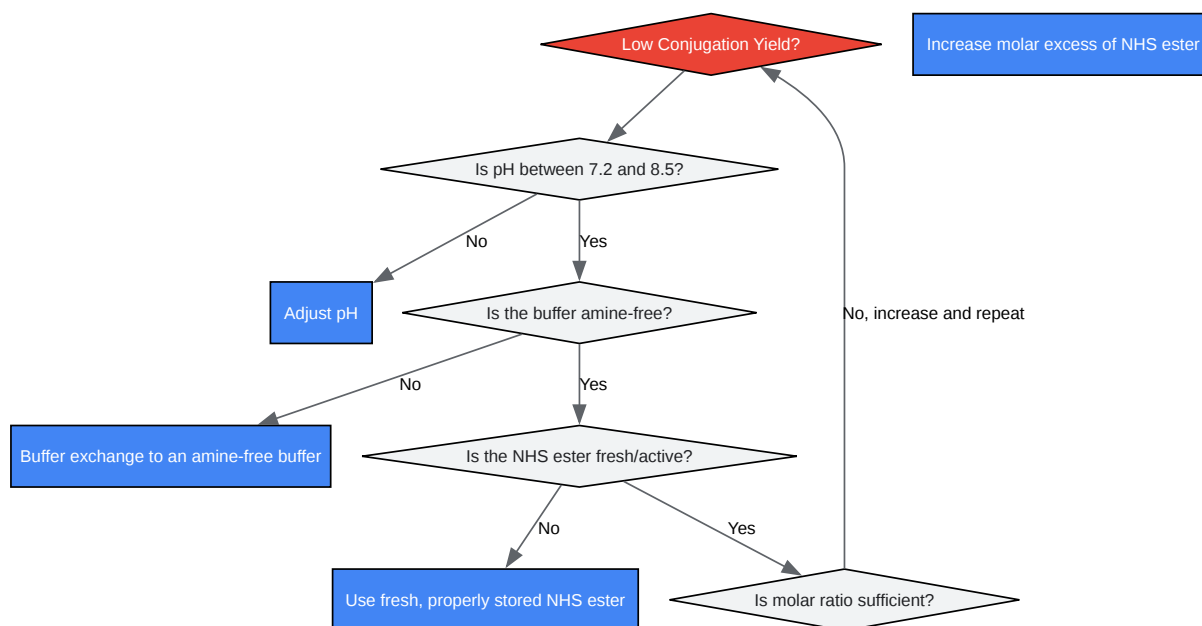 Low Conjugation Yield?
Increase molar excess of NHS ester
Is pH between 7.2 and 8.5?
No
Yes
Adjust pH
Is the buffer amine-free?
No, increase and repeat
No
Yes
Buffer exchange to an amine-free buffer
Is the NHS ester fresh/active?
No
Yes
Use fresh, properly stored NHS ester
Is molar ratio sufficient?